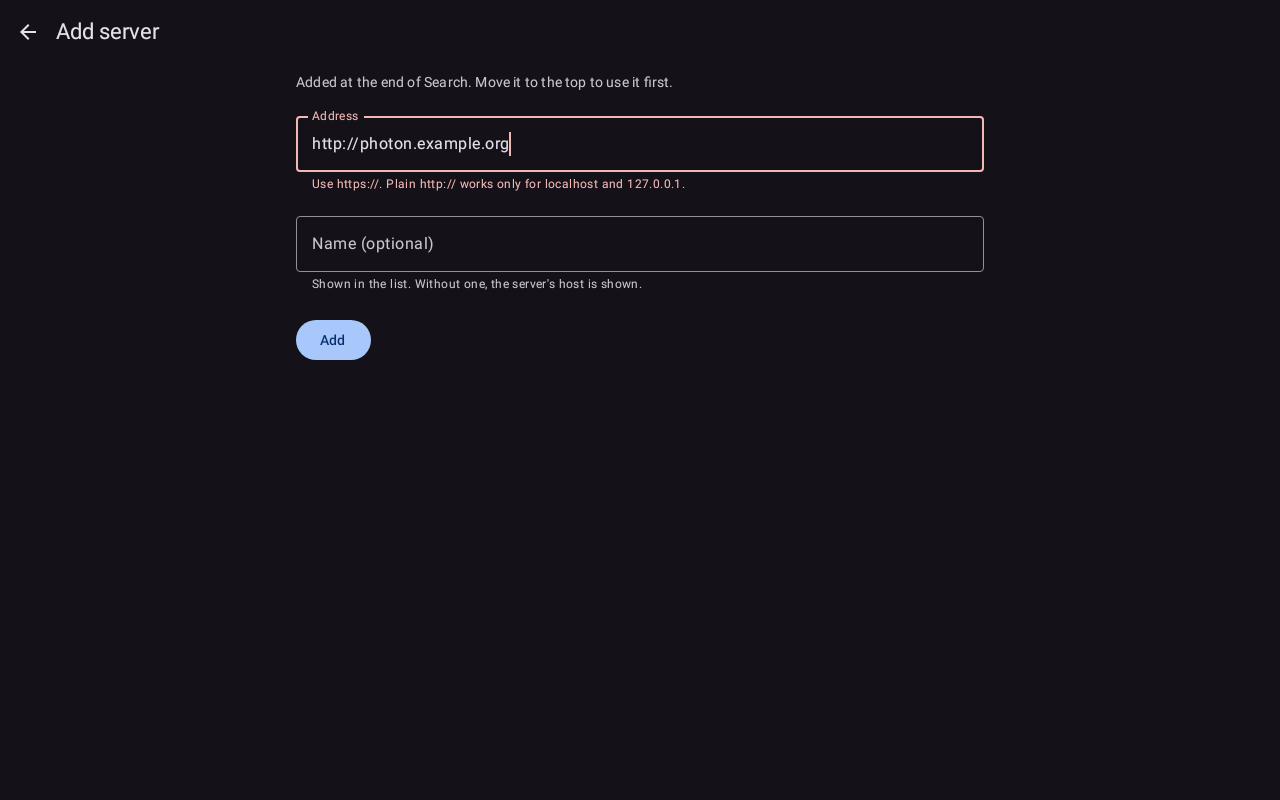 Add server
Added at the end of Search. Move it to the top to use it first.
Address
http://photon.example.org
Use https://. Plain http:// works only for localhost and 127.0.0.1.
Name (optional)
Shown in the list. Without one, the server's host is shown.
Add